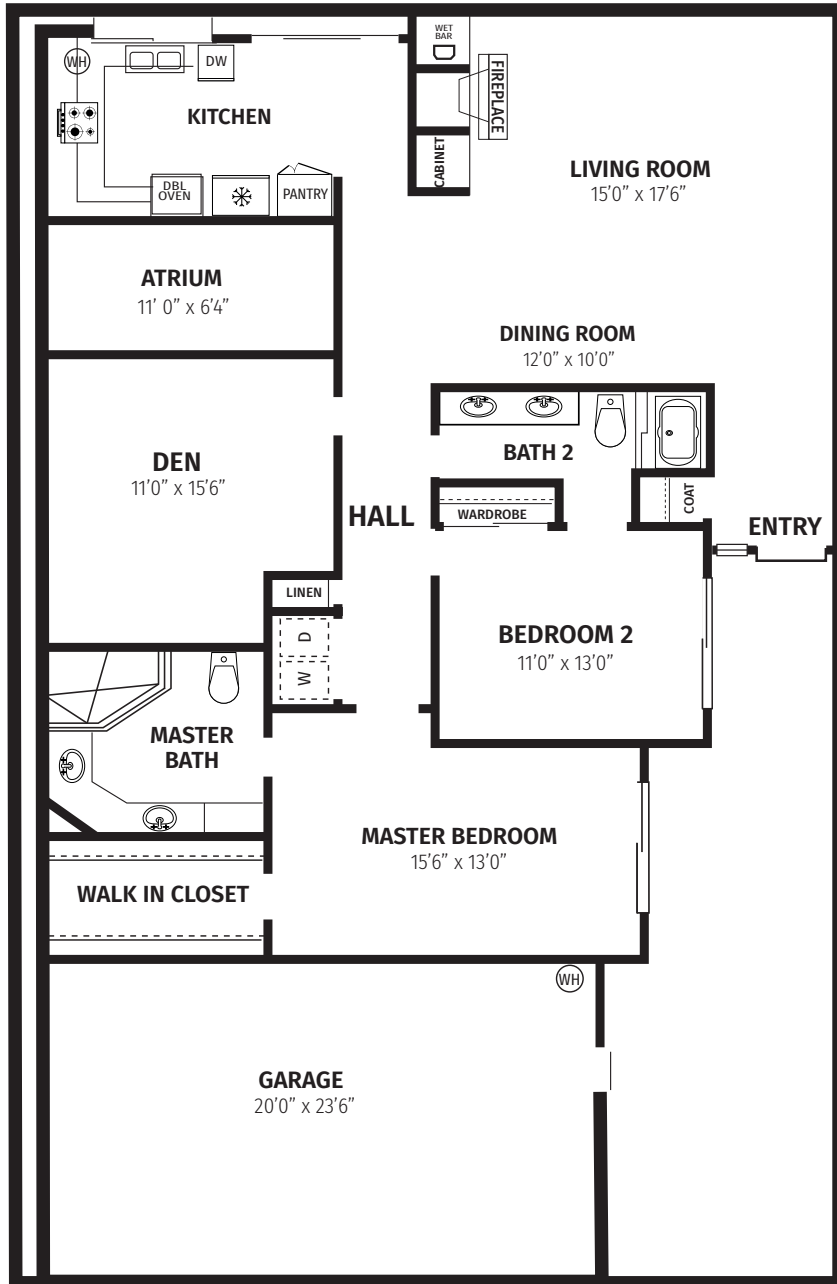 WET
BAR
WH
DW
FIREPLACE
KITCHEN
CABINET
LIVING ROOM
15’0” x 17’6”
DBL
OVEN
PANTRY
ATRIUM
11’ 0” x 6’4”
DINING ROOM
12’0” x 10’0”
DEN
11’0” x 15’6”
BATH 2
HALL
WARDROBE
COAT
ENTRY
LINEN
D
W
BEDROOM 2
11’0” x 13’0”
MASTER
BATH
MASTER BEDROOM
15’6” x 13’0”
WALK IN CLOSET
WH
GARAGE
20’0” x 23’6”